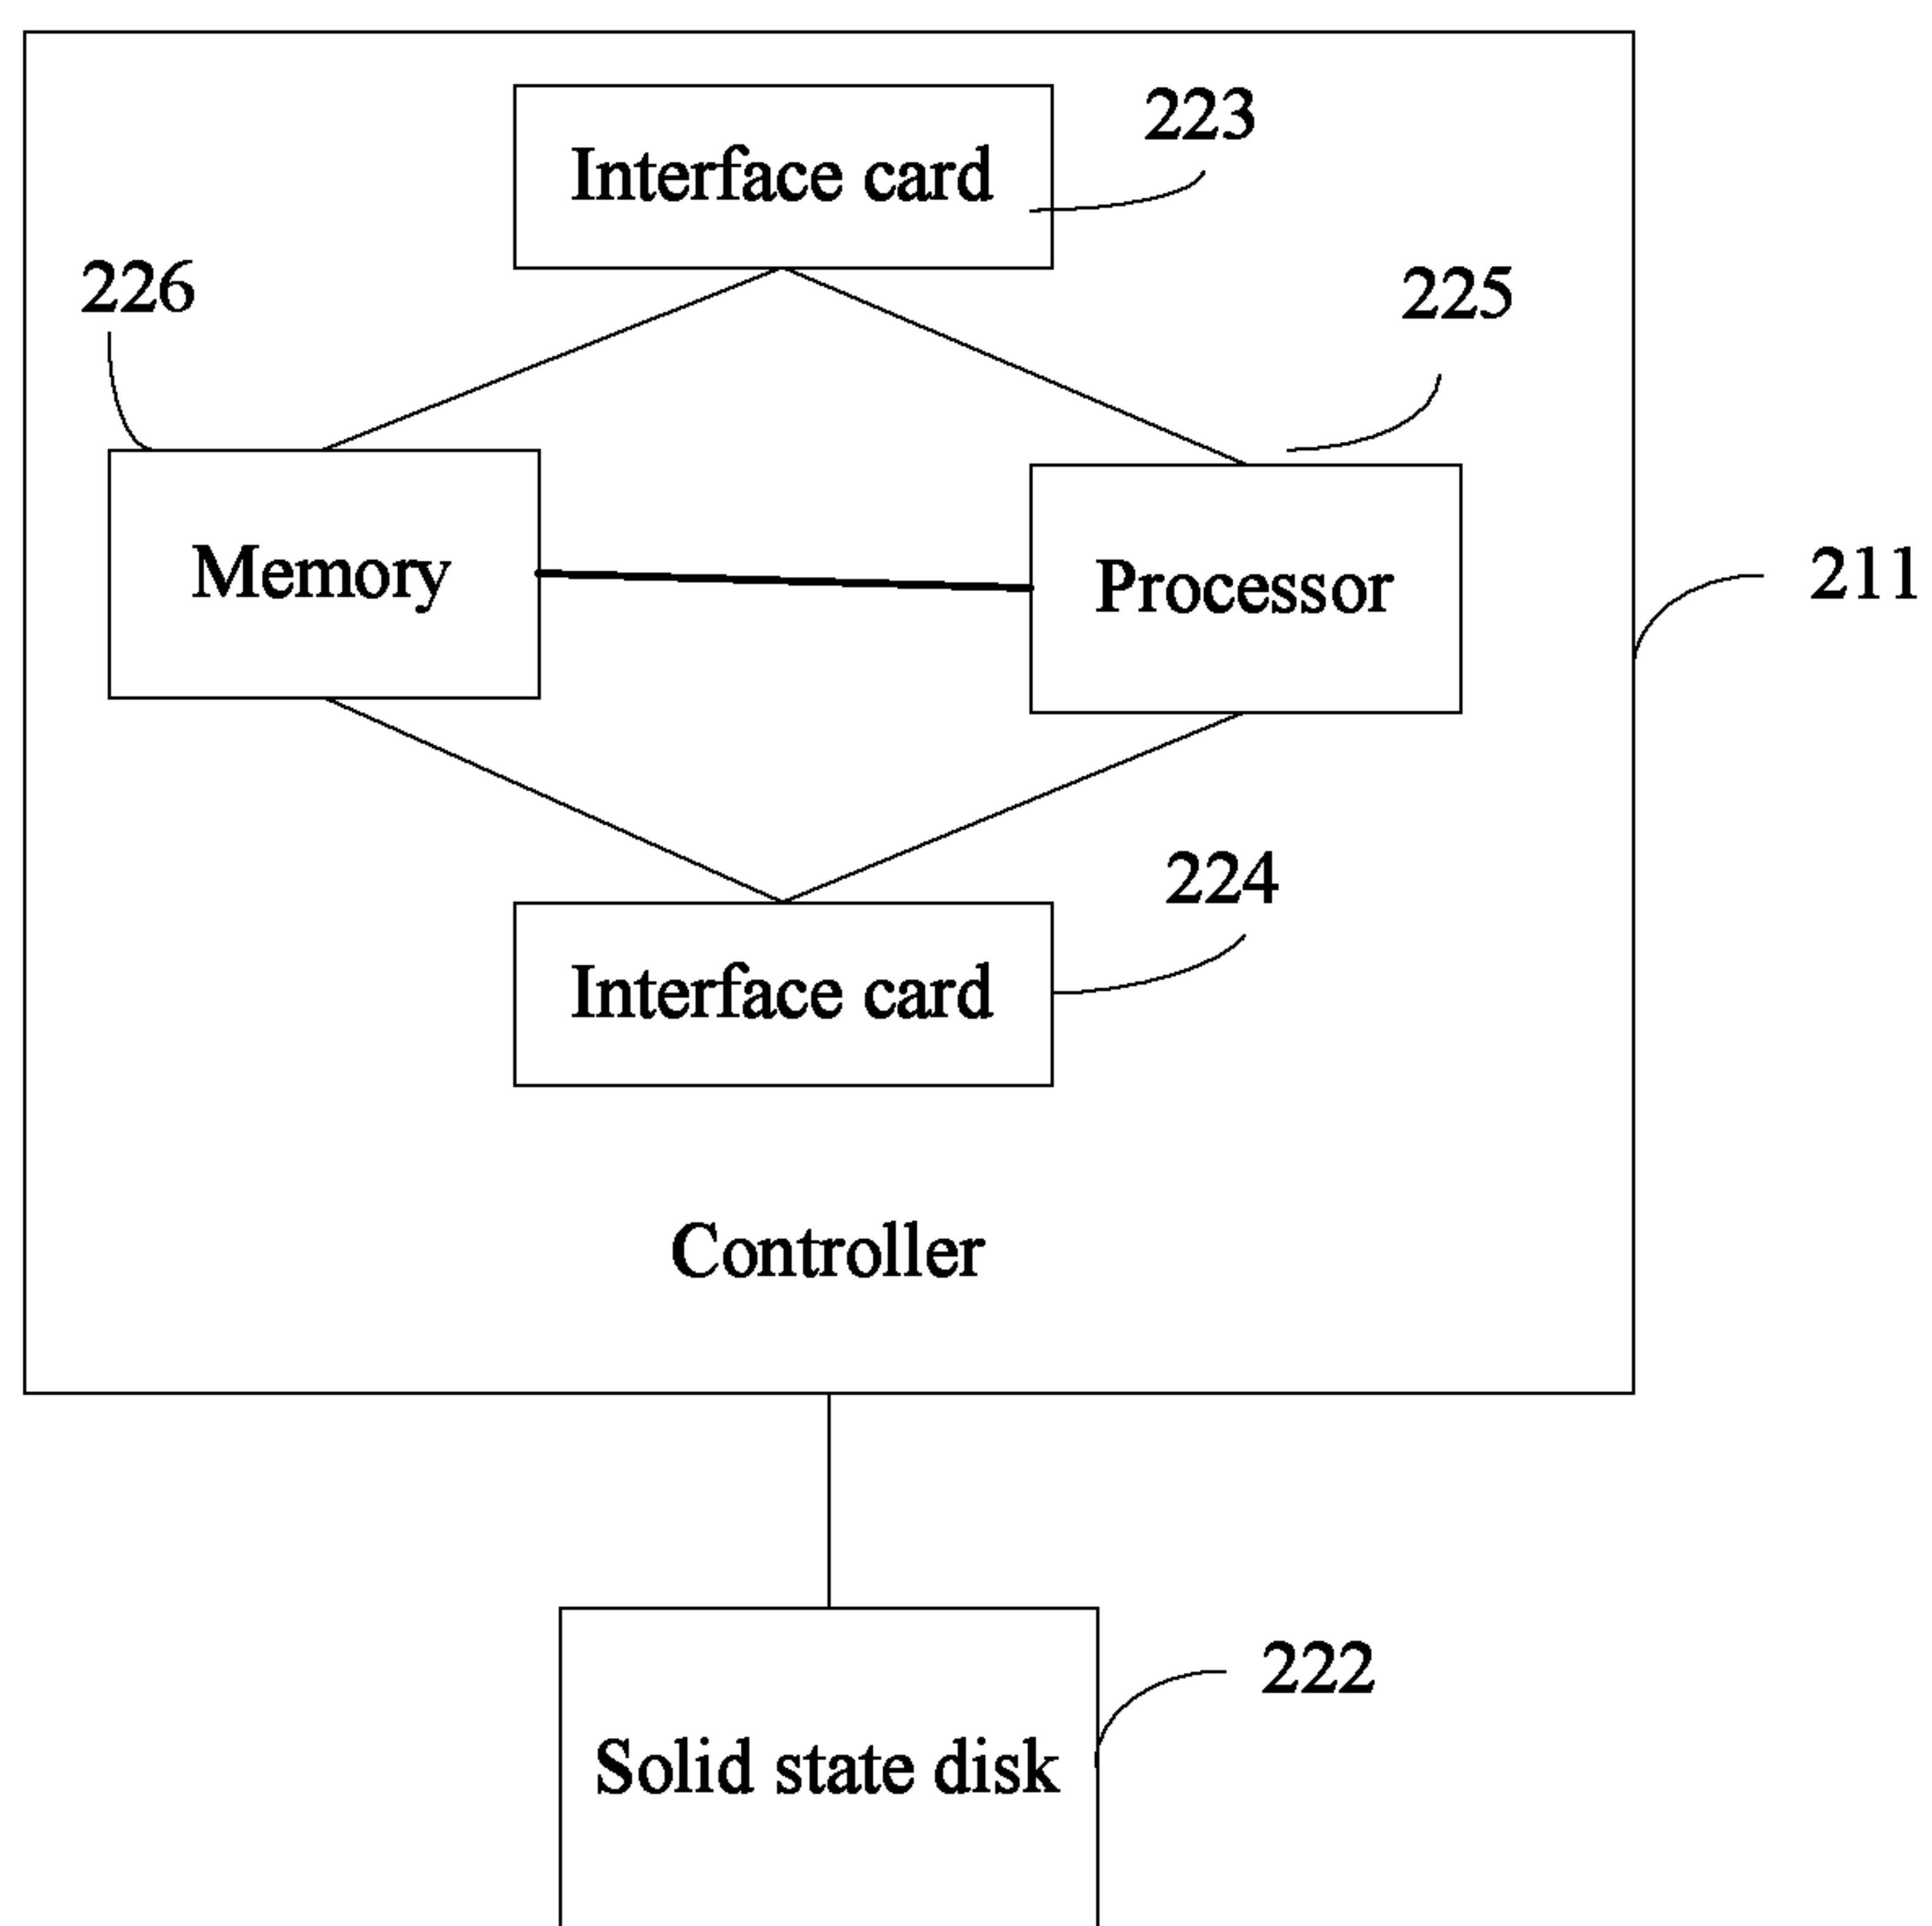 223
Interface card
226
225
Memory
Processor
211
224
Interface card
Controller
222
Solid state disk